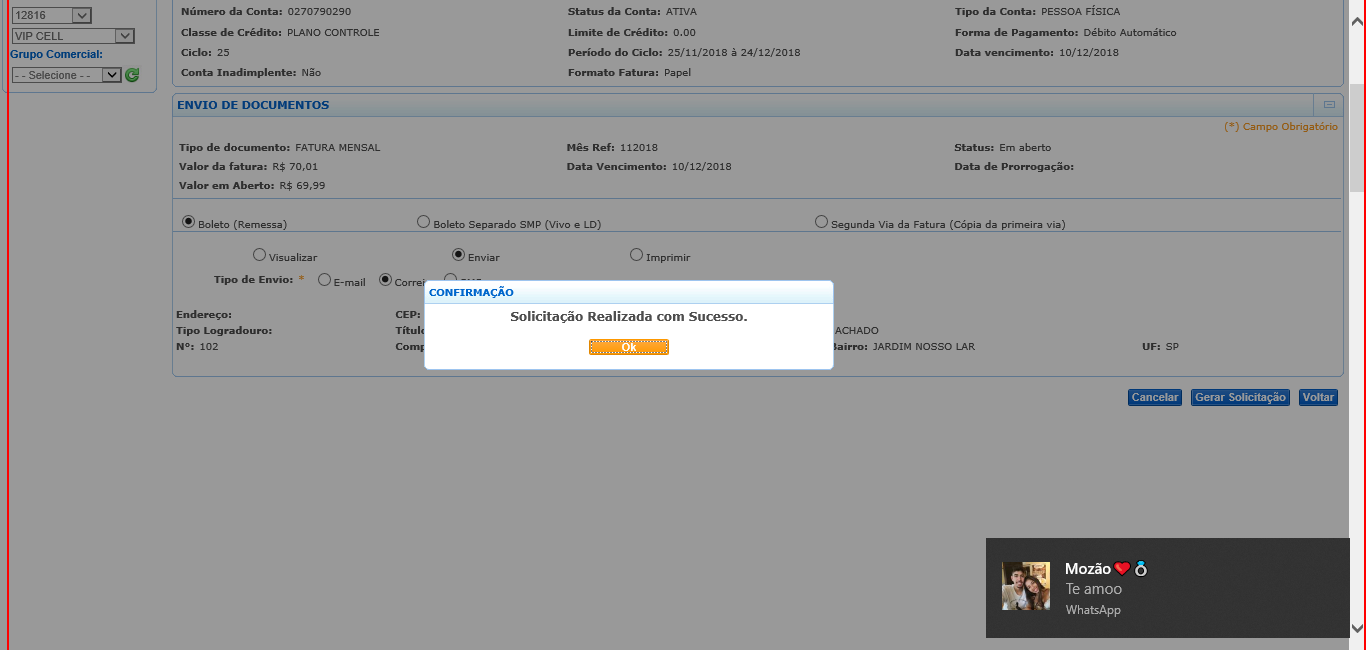 12816
VIP CELL
Grupo Comercial:
- - Selecione - -
Número da Conta: 0270790290 Status da Conta: ATIVA Tipo da Conta: PESSOA FÍSICA
Classe de Crédito: PLANO CONTROLE Limite de Crédito: 0.00 Forma de Pagamento: Débito Automático
Ciclo: 25 Período do Ciclo: 25/11/2018 à 24/12/2018 Data vencimento: 10/12/2018
Conta Inadimplente: Não Formato Fatura: Papel
ENVIO DE DOCUMENTOS
(*) Campo Obrigatório
Tipo de documento: FATURA MENSAL Mês Ref: 112018 Status: Em aberto
Valor da fatura: R$ 70,01 Data Vencimento: 10/12/2018 Data de Prorrogação:
Valor em Aberto: R$ 69,99
Boleto (Remessa) Boleto Separado SMP (Vivo e LD) Segunda Via da Fatura (Cópia da primeira via)
Visualizar Enviar Imprimir
Tipo de Envio: * E-mail Correi
CONFIRMAÇÃO
Solicitação Realizada com Sucesso.
Ok
Endereço: CEP:
Tipo Logradouro: Títul ACHADO
Nº: 102 Comp Bairro: JARDIM NOSSO LAR UF: SP
Cancelar Gerar Solicitação Voltar
Mozão
Te amoo
WhatsApp